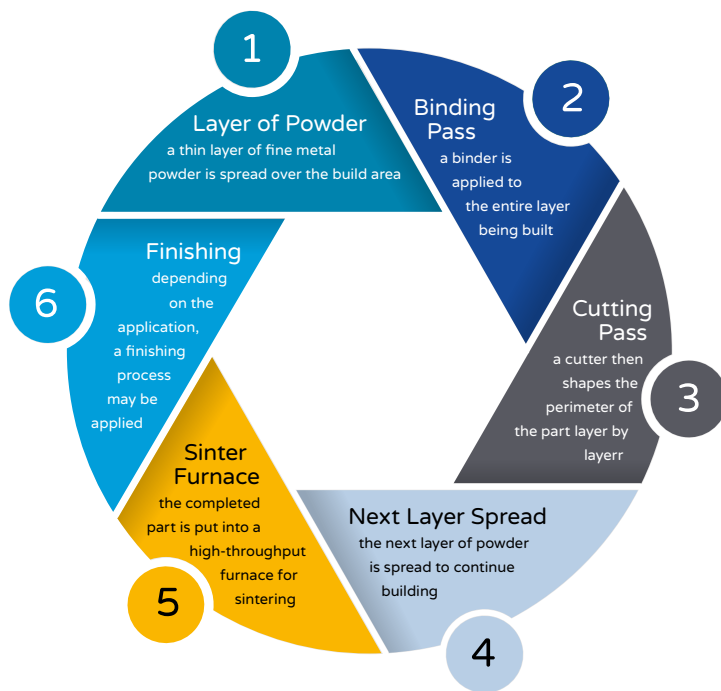 1
Layer of Powder
a thin layer of fine metal
powder is spread over the build area
2
Binding
Pass
a binder is
applied to
the entire layer
being built
3
Cutting
Pass
a cutter then
shapes the
perimeter of
the part layer by
layerr
4
Next Layer Spread
the next layer of powder
is spread to continue
building
5
Sinter
Furnace
the completed
part is put into a
high-throughput
furnace for
sintering
6
Finishing
depending
on the
application,
a finishing
process
may be
applied